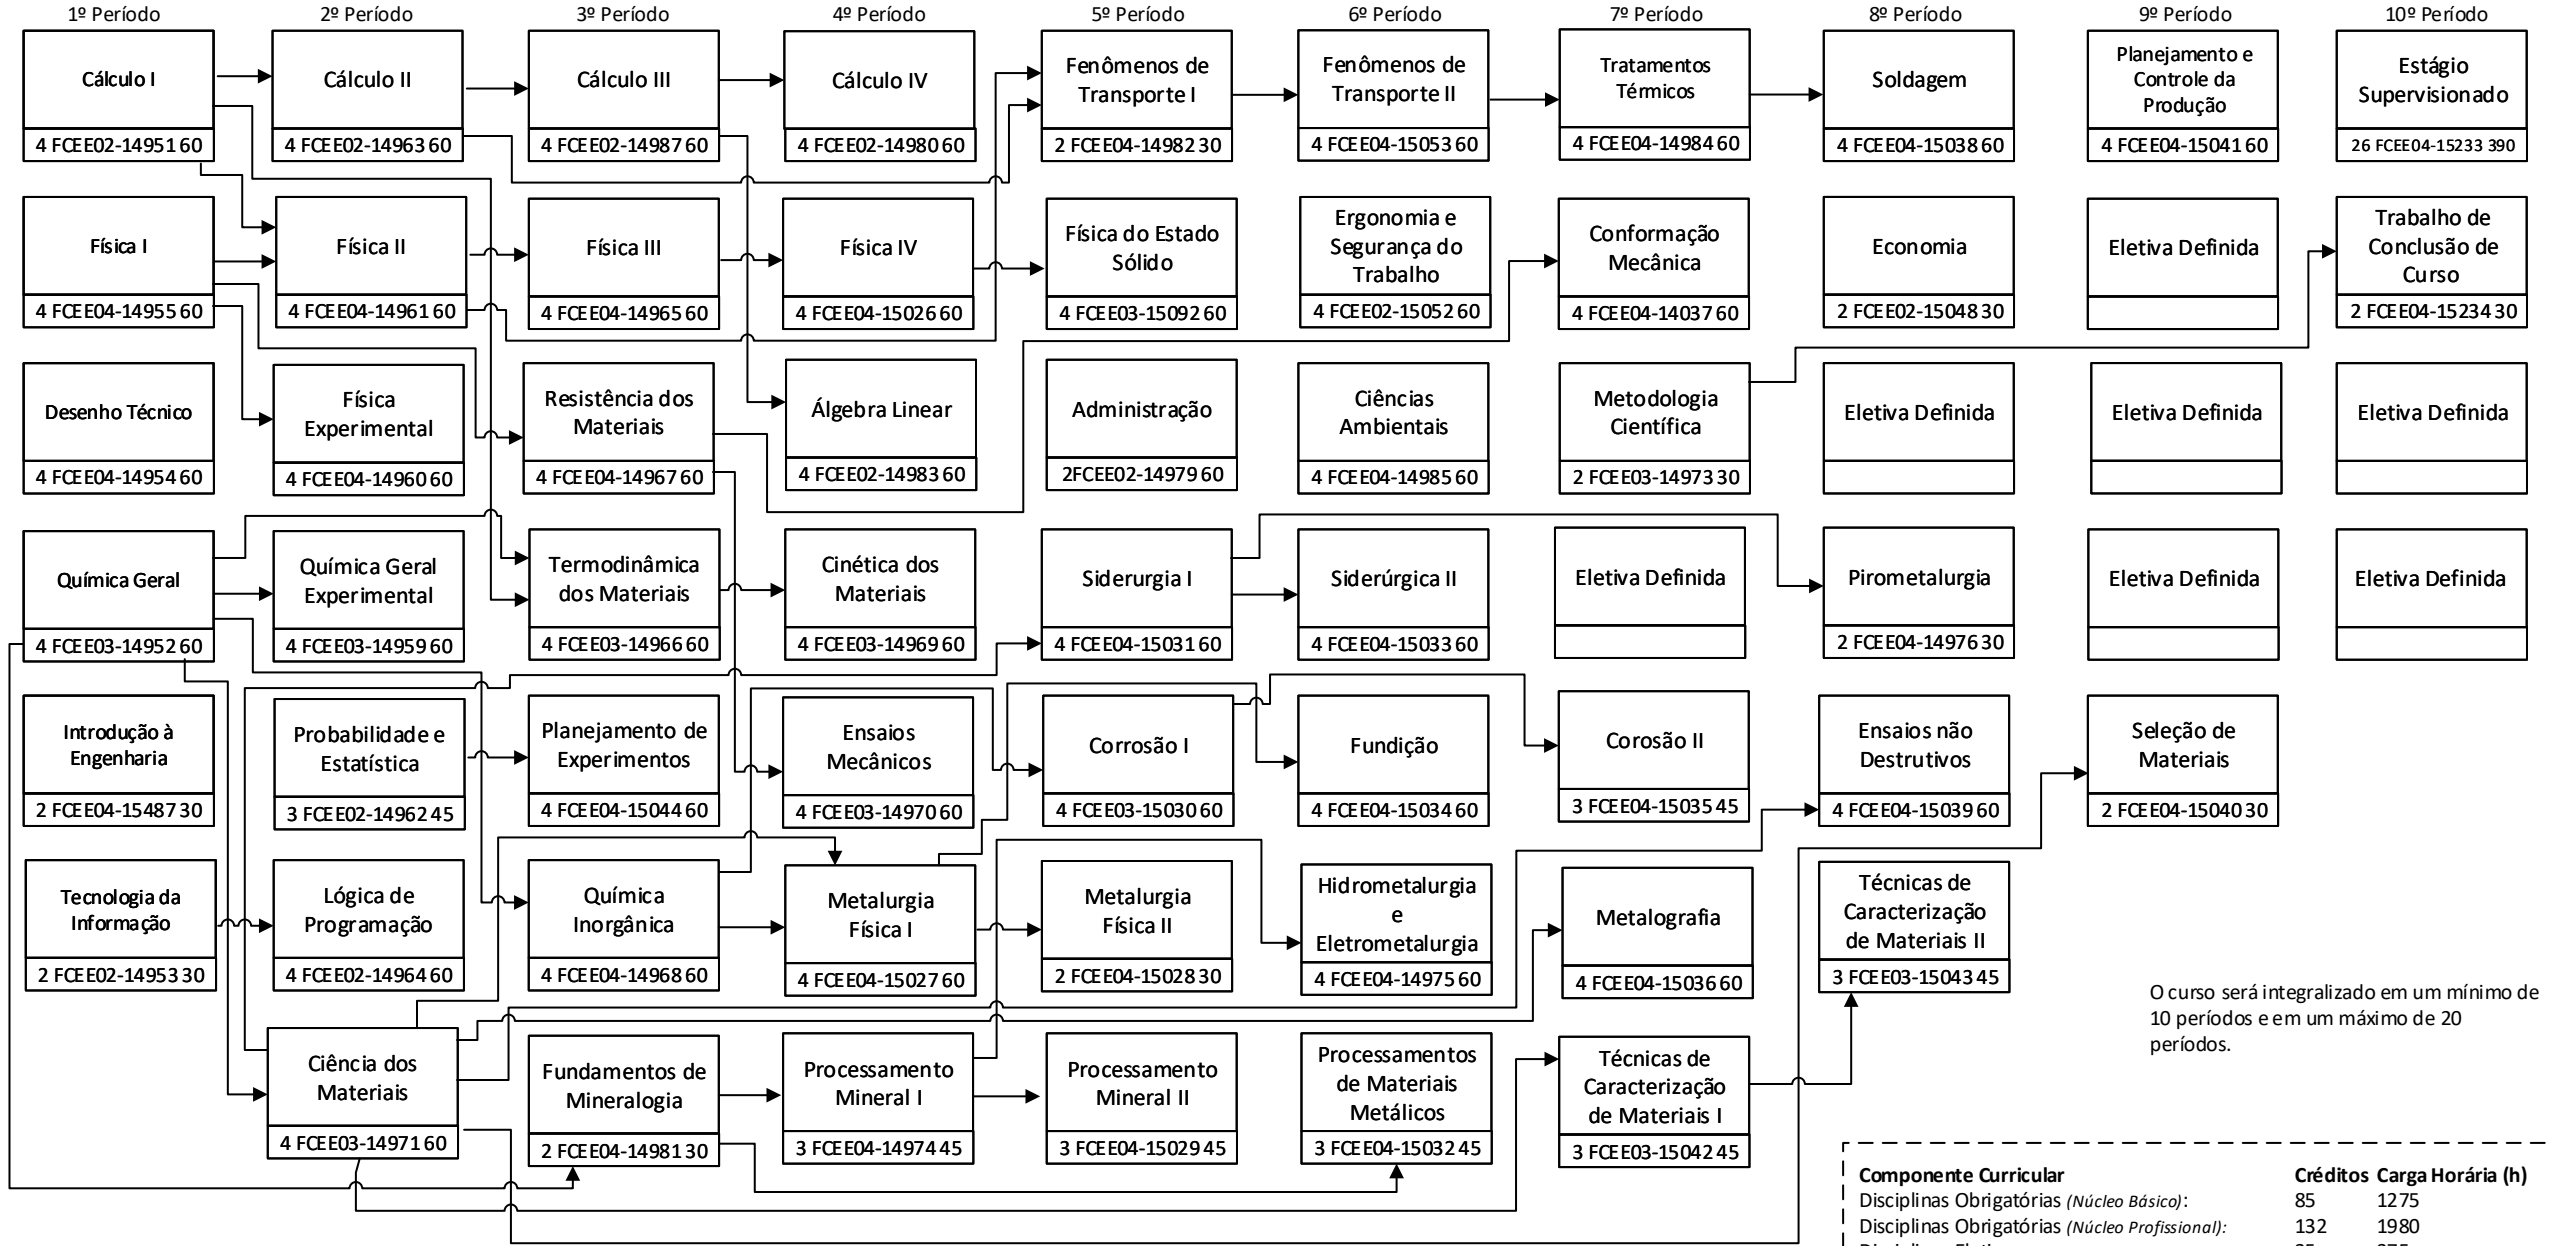 1º Período
2º Período
3º Período
4º Período
5º Período
6º Período
7º Período
8º Período
9º Período
10º Período
Cálculo I
4 FCEE02-14951 60
Cálculo II
4 FCEE02-14963 60
Cálculo III
4 FCEE02-14987 60
Cálculo IV
4 FCEE02-14980 60
Fenômenos de
Transporte I
2 FCEE04-14982 30
Fenômenos de
Transporte II
4 FCEE04-15053 60
Tratamentos
Térmicos
4 FCEE04-14984 60
Soldagem
4 FCEE04-15038 60
Planejamento e
Controle da
Produção
4 FCEE04-15041 60
Estágio
Supervisionado
26 FCEE04-15233 390
Física I
4 FCEE04-14955 60
Física II
4 FCEE04-14961 60
Física III
4 FCEE04-14965 60
Física IV
4 FCEE04-15026 60
Física do Estado
Sólido
4 FCEE03-15092 60
Ergonomia e
Segurança do
Trabalho
4 FCEE02-15052 60
Conformação
Mecânica
4 FCEE04-14037 60
Economia
2 FCEE02-15048 30
Eletiva Definida
Trabalho de
Conclusão de
Curso
2 FCEE04-15234 30
Desenho Técnico
4 FCEE04-14954 60
Física
Experimental
4 FCEE04-14960 60
Resistência dos
Materiais
4 FCEE04-14967 60
Álgebra Linear
4 FCEE02-14983 60
Administração
2FCEE02-14979 60
Ciências
Ambientais
4 FCEE04-14985 60
Metodologia
Científica
2 FCEE03-14973 30
Eletiva Definida
Eletiva Definida
Eletiva Definida
Química Geral
4 FCEE03-14952 60
Química Geral
Experimental
4 FCEE03-14959 60
Termodinâmica
dos Materiais
4 FCEE03-14966 60
Cinética dos
Materiais
4 FCEE03-14969 60
Siderurgia I
4 FCEE04-15031 60
Siderúrgica II
4 FCEE04-15033 60
Eletiva Definida
Pirometalurgia
2 FCEE04-14976 30
Eletiva Definida
Eletiva Definida
Introdução à
Engenharia
2 FCEE04-15487 30
Probabilidade e
Estatística
3 FCEE02-14962 45
Planejamento de
Experimentos
4 FCEE04-15044 60
Ensaios
Mecânicos
4 FCEE03-14970 60
Corrosão I
4 FCEE03-15030 60
Fundição
4 FCEE04-15034 60
Corosão II
3 FCEE04-15035 45
Ensaios não
Destrutivos
4 FCEE04-15039 60
Seleção de
Materiais
2 FCEE04-15040 30
Tecnologia da
Informação
2 FCEE02-14953 30
Lógica de
Programação
4 FCEE02-14964 60
Química
Inorgânica
4 FCEE04-14968 60
Metalurgia
Física I
4 FCEE04-15027 60
Metalurgia
Física II
2 FCEE04-15028 30
Hidrometalurgia
e
Eletrometalurgia
4 FCEE04-14975 60
Metalografia
4 FCEE04-15036 60
Técnicas de
Caracterização
de Materiais II
3 FCEE03-15043 45
O curso será integralizado em um mínimo de
10 períodos e em um máximo de 20
períodos.
Ciência dos
Materiais
4 FCEE03-14971 60
Fundamentos de
Mineralogia
2 FCEE04-14981 30
Processamento
Mineral I
3 FCEE04-14974 45
Processamento
Mineral II
3 FCEE04-15029 45
Processamentos
de Materiais
Metálicos
3 FCEE04-15032 45
Técnicas de
Caracterização
de Materiais I
3 FCEE03-15042 45
Componente Curricular Créditos Carga Horária (h)
Disciplinas Obrigatórias (Núcleo Básico): 85 1275
Disciplinas Obrigatórias (Núcleo Profissional): 132 1980